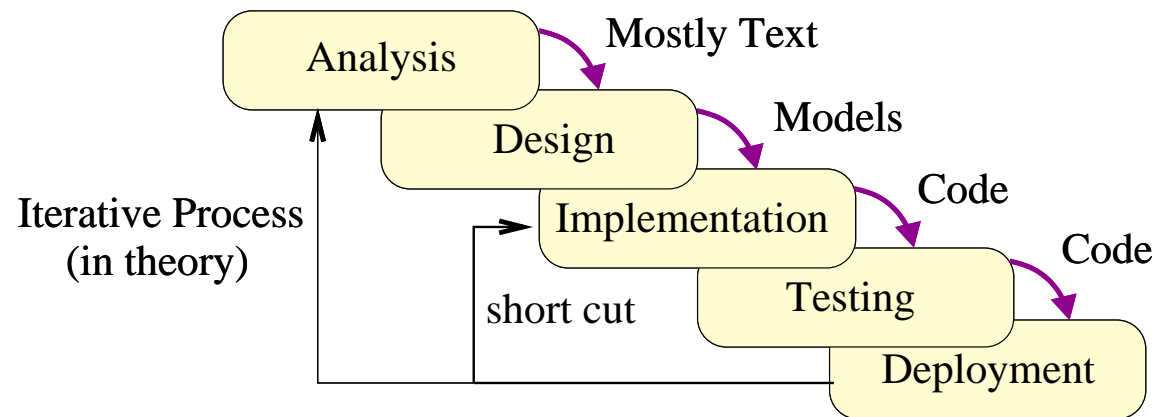 Analysis
Mostly Text
Design
Models
Implementation
Code
Iterative Process
(in theory)
Testing
Code
short cut
Deployment